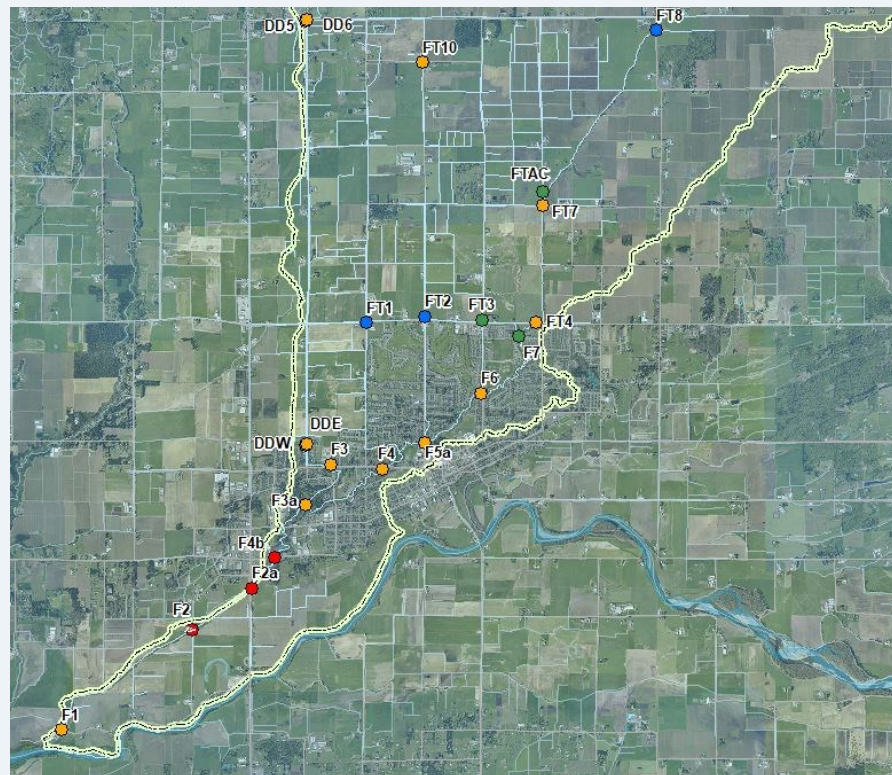 FT8
DD5 DD6
FT10
FTAC
FT7
FT1
FT2
FT3
FT4
F7
F6
DDE
DDW
F3
F4
F5a
F3a
F4b
F2a
F2
F1